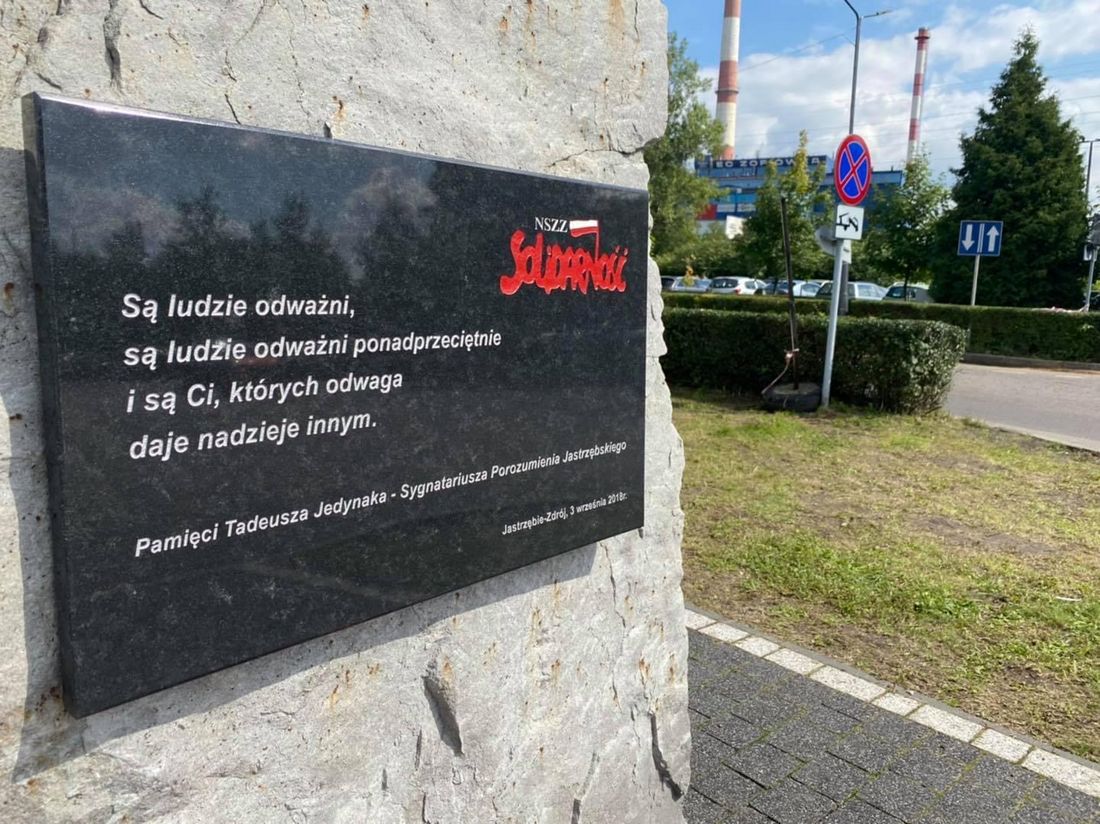 NSZZ
SOLIDARNOŚĆ
Są ludzie odważni,
są ludzie odważni ponadprzeciętnie
i są Ci, których odwaga
daje nadzieje innym.
Pamięci Tadeusza Jedynaka - Sygnatariusza Porozumienia Jastrzębskiego
Jastrzębie-Zdrój, 3 września 2018r.
ZOFIÓWKA